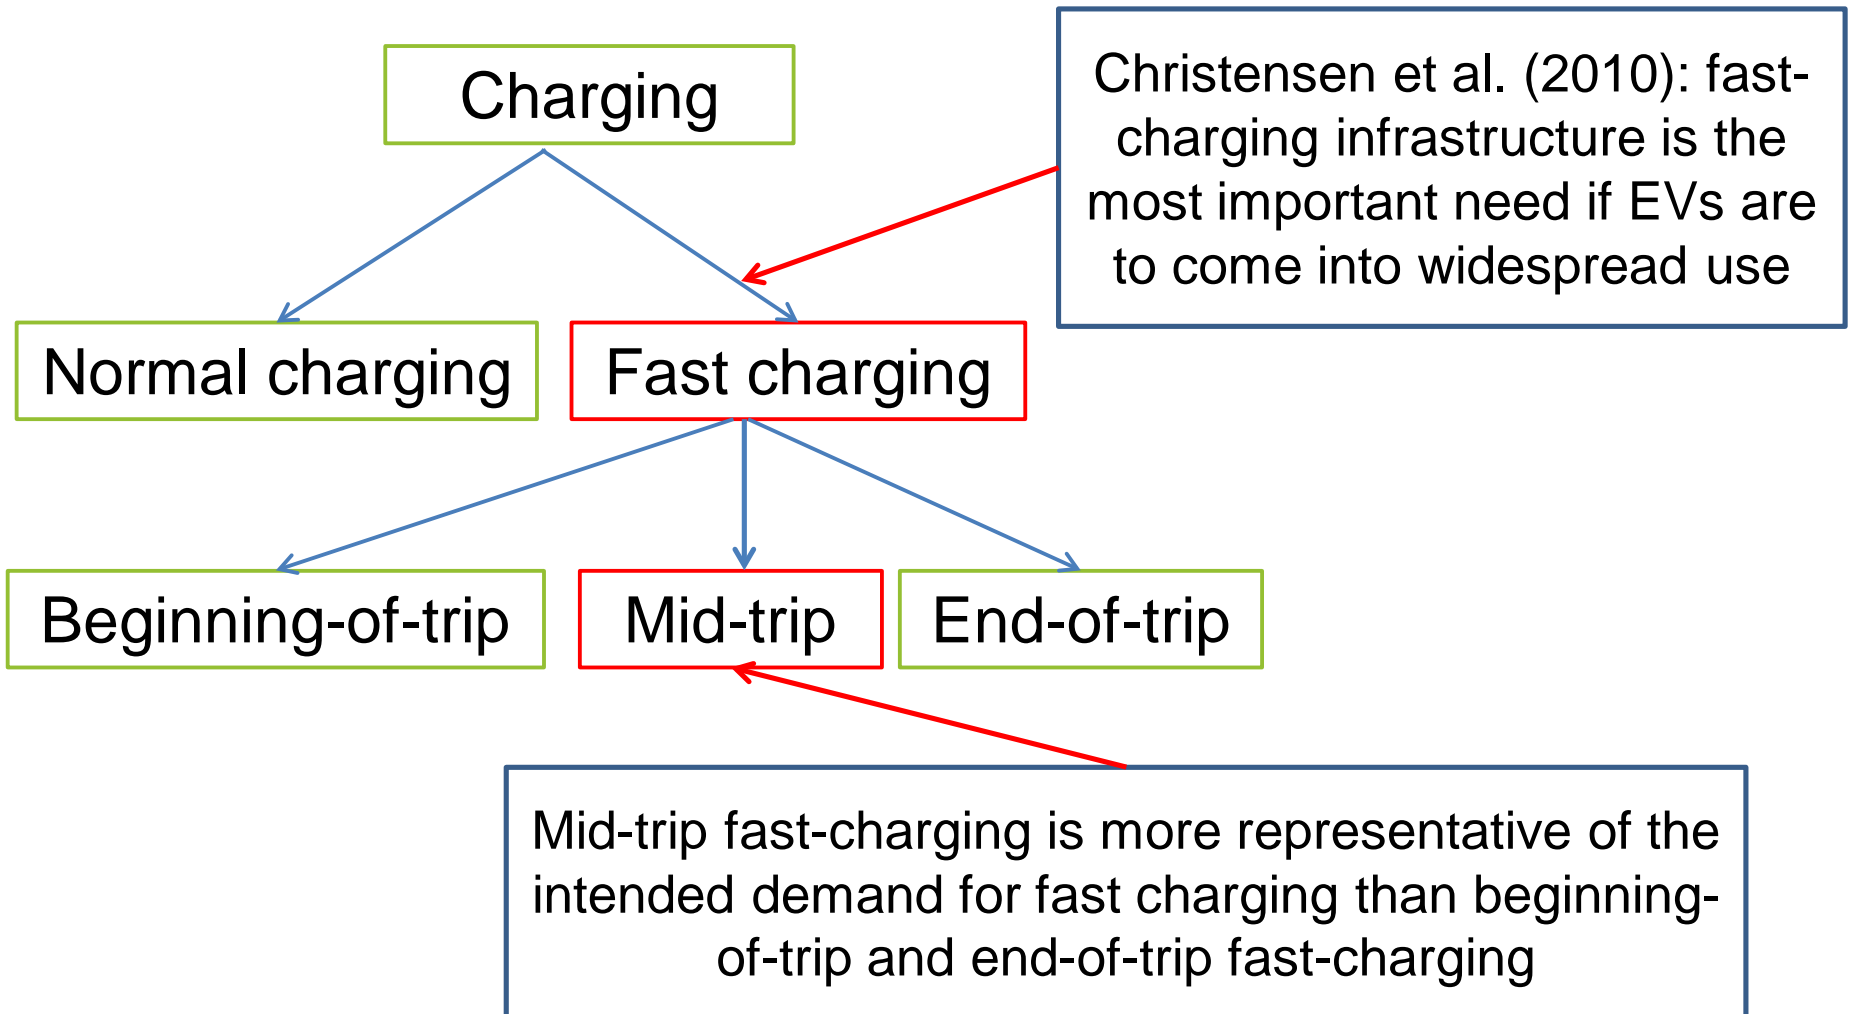 Charging
Christensen et al. (2010): fast-
charging infrastructure is the
most important need if EVs are
to come into widespread use
Normal charging
Fast charging
Beginning-of-trip
Mid-trip
End-of-trip
Mid-trip fast-charging is more representative of the
intended demand for fast charging than beginning-
of-trip and end-of-trip fast-charging